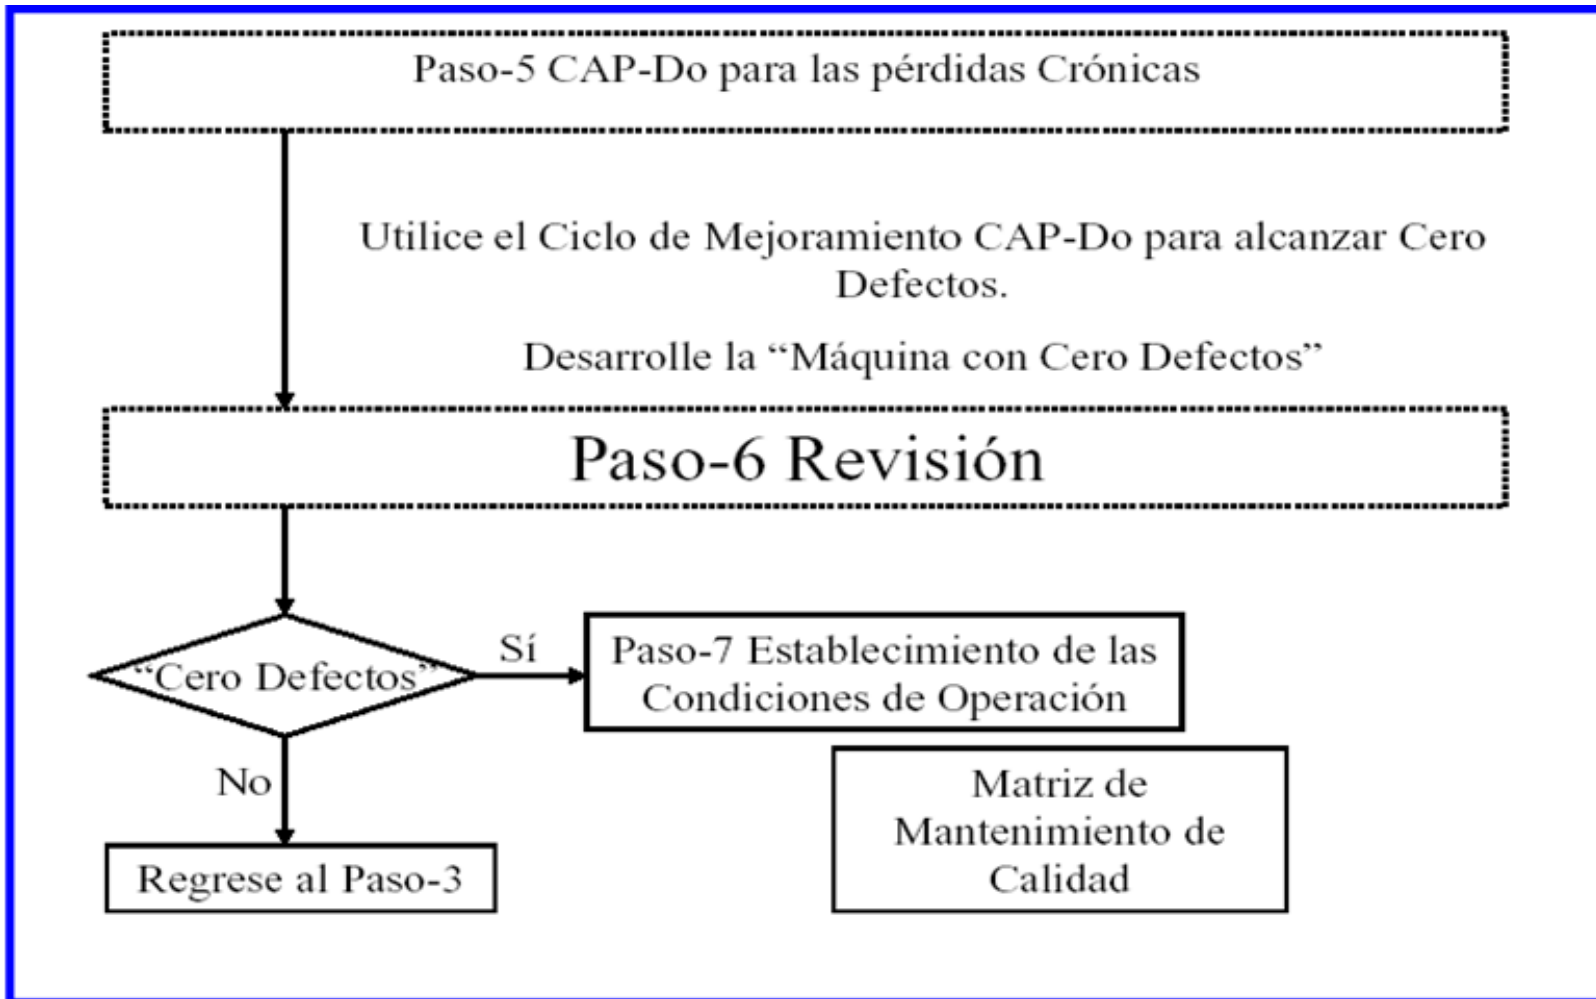 Paso-5 CAP-Do para las pérdidas Crónicas
Utilice el Ciclo de Mejoramiento CAP-Do para alcanzar Cero
Defectos.
Desarrolle la “Máquina con Cero Defectos”
Paso-6 Revisión
“Cero Defectos”
Sí
Paso-7 Establecimiento de las
Condiciones de Operación
No
Regrese al Paso-3
Matriz de
Mantenimiento de
Calidad